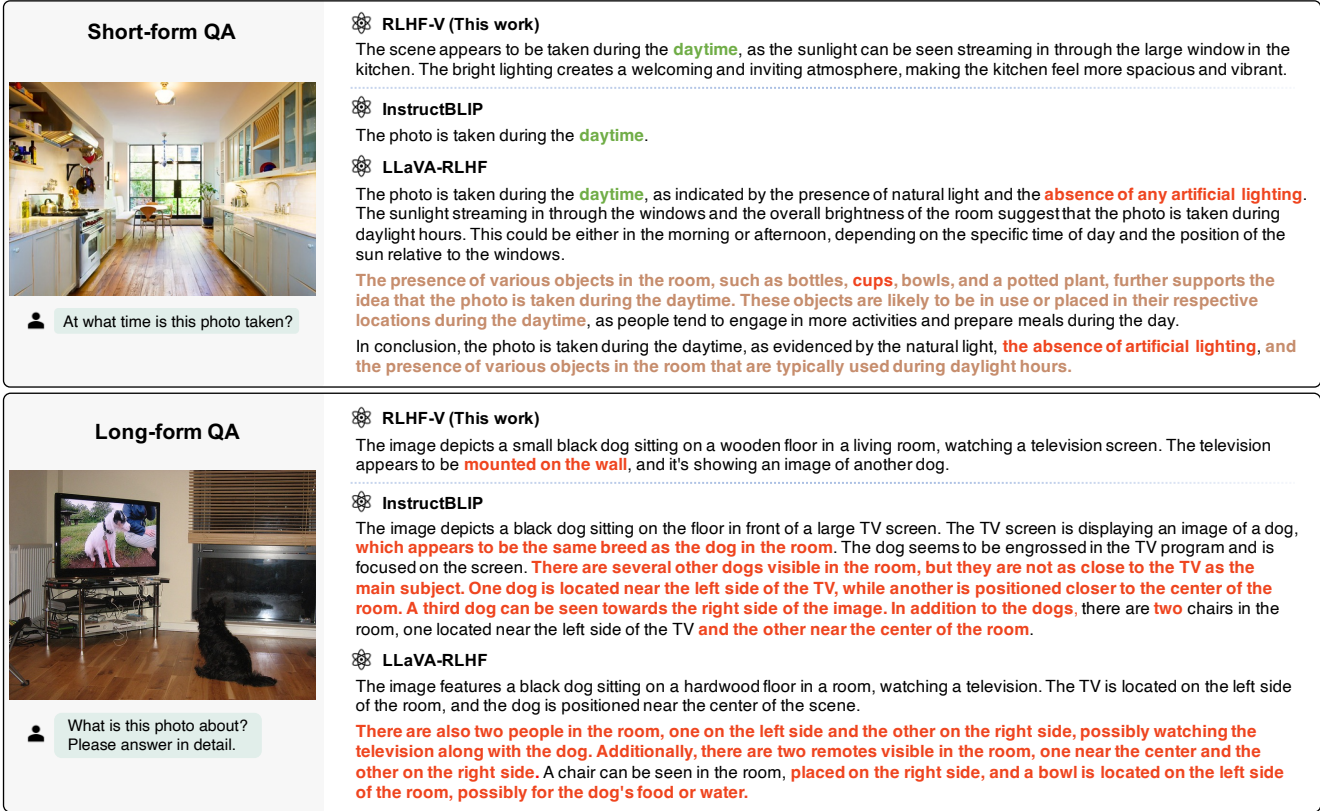 Short-form QA
At what time is this photo taken?
RLHF-V (This work)
The scene appears to be taken during the daytime, as the sunlight can be seen streaming in through the large window in the
kitchen. The bright lighting creates a welcoming and inviting atmosphere, making the kitchen feel more spacious and vibrant.
InstructBLIP
The photo is taken during the daytime.
LLaVA-RLHF
The photo is taken during the daytime, as indicated by the presence of natural light and the absence of any artificial lighting.
The sunlight streaming in through the windows and the overall brightness of the room suggest that the photo is taken during
daylight hours. This could be either in the morning or afternoon, depending on the specific time of day and the position of the
sun relative to the windows.
The presence of various objects in the room, such as bottles, cups, bowls, and a potted plant, further supports the
idea that the photo is taken during the daytime. These objects are likely to be in use or placed in their respective
locations during the daytime, as people tend to engage in more activities and prepare meals during the day.
In conclusion, the photo is taken during the daytime, as evidenced by the natural light, the absence of artificial lighting, and
the presence of various objects in the room that are typically used during daylight hours.
Long-form QA
What is this photo about?
Please answer in detail.
RLHF-V (This work)
The image depicts a small black dog sitting on a wooden floor in a living room, watching a television screen. The television
appears to be mounted on the wall, and it's showing an image of another dog.
InstructBLIP
The image depicts a black dog sitting on the floor in front of a large TV screen. The TV screen is displaying an image of a dog,
which appears to be the same breed as the dog in the room. The dog seems to be engrossed in the TV program and is
focused on the screen. There are several other dogs visible in the room, but they are not as close to the TV as the
main subject. One dog is located near the left side of the TV, while another is positioned closer to the center of the
room. A third dog can be seen towards the right side of the image. In addition to the dogs, there are two chairs in the
room, one located near the left side of the TV and the other near the center of the room.
LLaVA-RLHF
The image features a black dog sitting on a hardwood floor in a room, watching a television. The TV is located on the left side
of the room, and the dog is positioned near the center of the scene.
There are also two people in the room, one on the left side and the other on the right side, possibly watching the
television along with the dog. Additionally, there are two remotes visible in the room, one near the center and the
other on the right side. A chair can be seen in the room, placed on the right side, and a bowl is located on the left side
of the room, possibly for the dog's food or water.